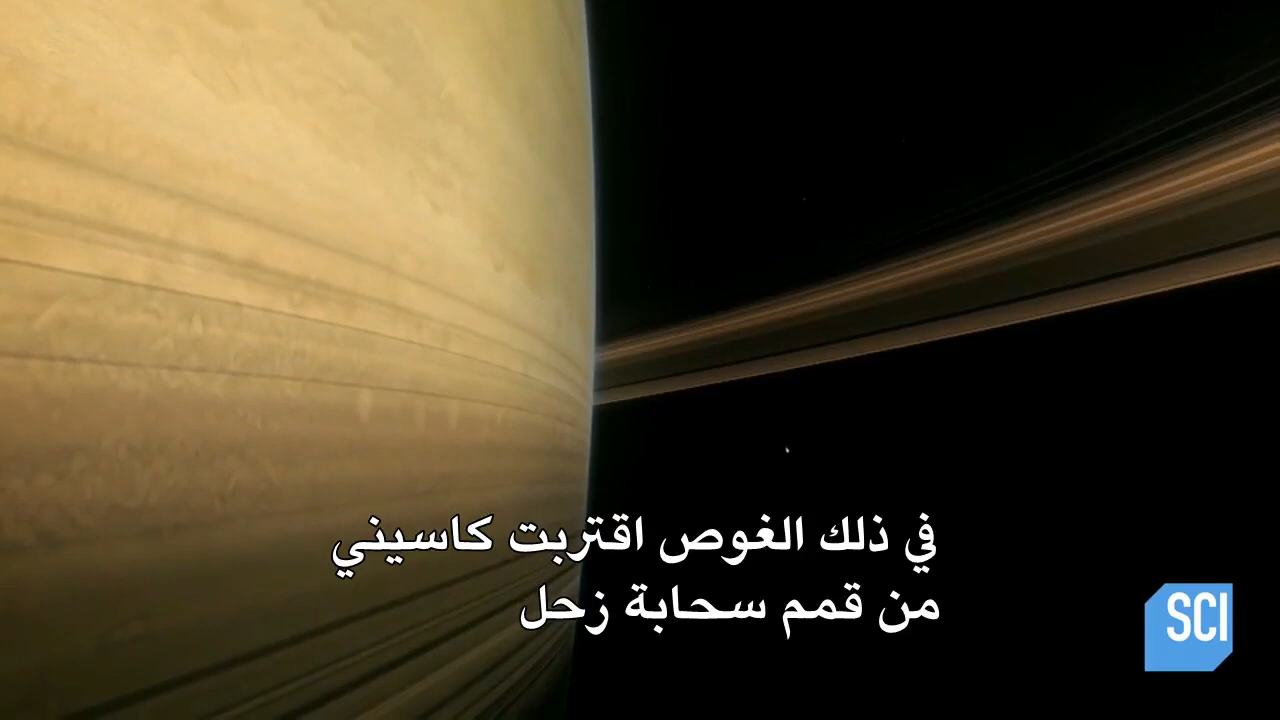 في ذلك الغوص اقتربت كاسيني
من قمم سحابة زحل
SCI